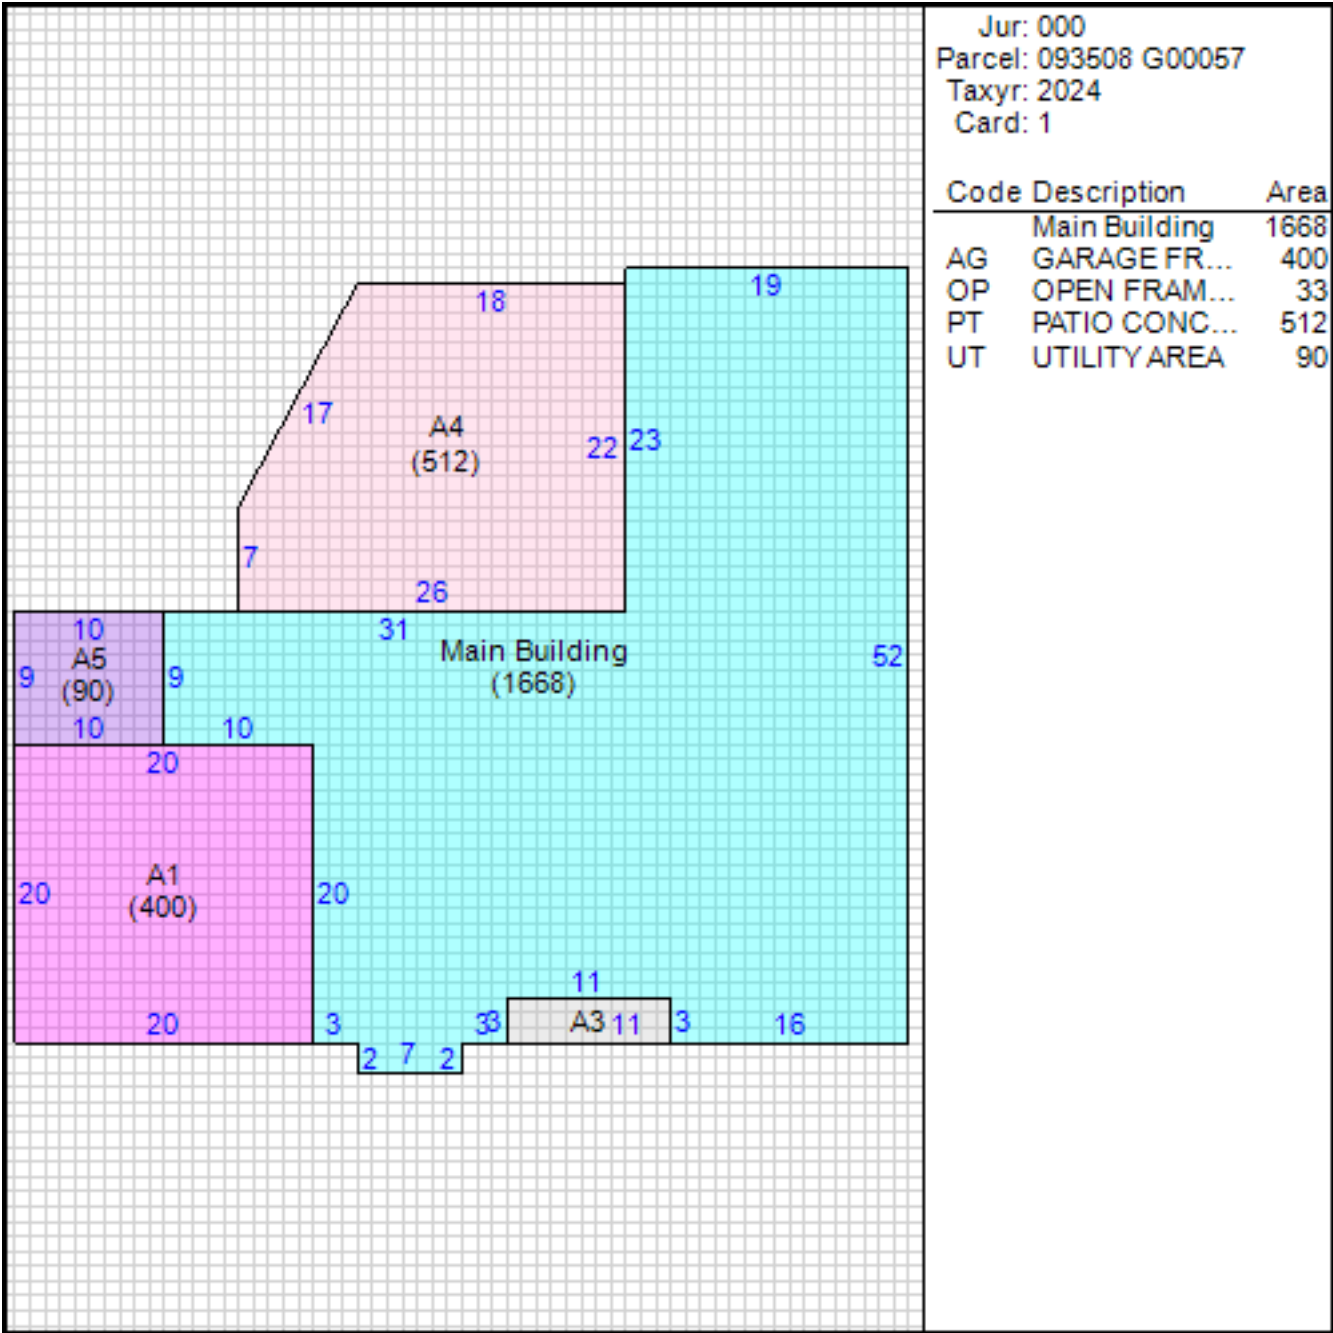 Jur: 000
Parcel: 093508 G00057
Taxyr: 2024
Card: 1
Code Description Area
Main Building 1668
AG GARAGE FR... 400
OP OPEN FRAM... 33
PT PATIO CONC... 512
UT UTILITY AREA 90
19
18
17
A4
(512)
22 23
7
26
10 31
A5
(90)
9 9
Main Building
(1668)
52
10 10
20
A1
(400)
20 20
11
20 3 3 3 A3 11 3 16
2 7 2